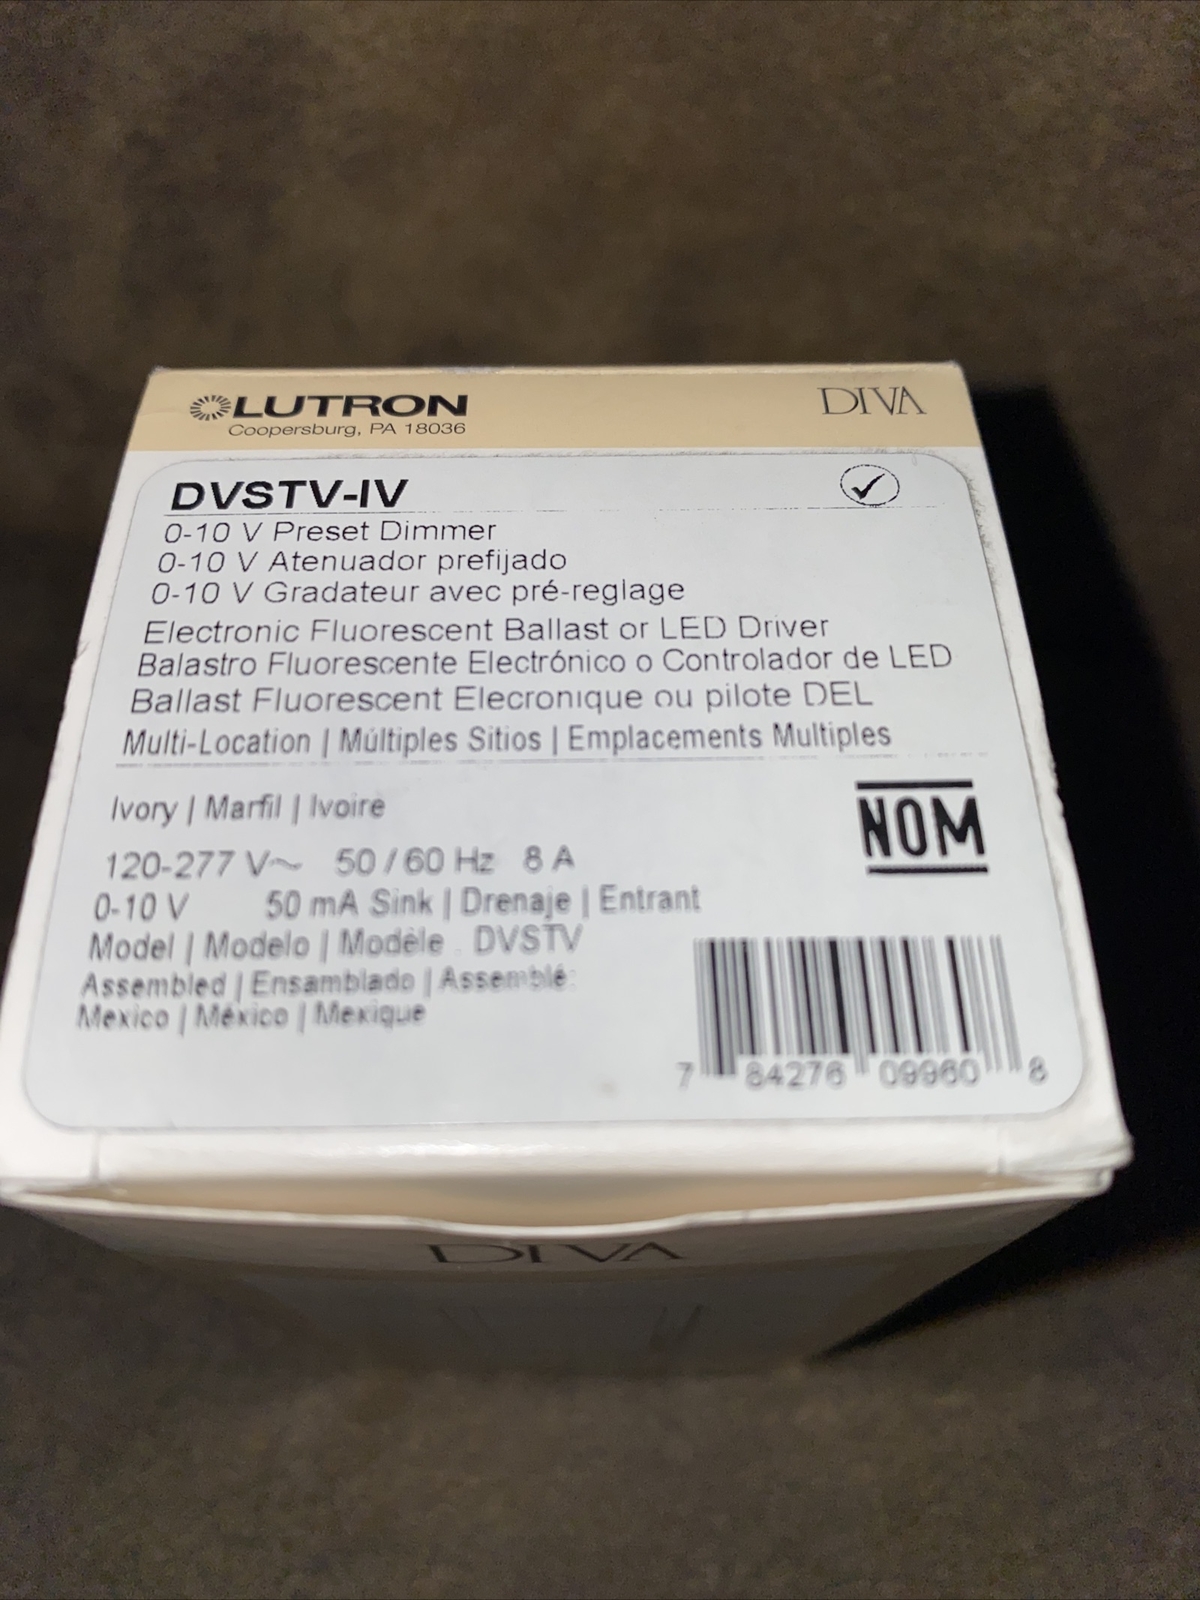 LUTRON
Coopersburg, PA 18036
DIVA
DVSTV-IV
0-10 V Preset Dimmer
0-10 V Atenuador prefijado
0-10 V Gradateur avec pré-reglage
Electronic Fluorescent Ballast or LED Driver
Balastro Fluorescente Electrónico o Controlador de LED
Ballast Fluorescent Elecronique ou pilote DEL
Multi-Location | Múltiples Sitios | Emplacements Multiples
Ivory | Marfil | Ivoire
NOM
120-277 V~ 50 / 60 Hz 8 A
0-10 V 50 mA Sink | Drenaje | Entrant
Model | Modelo | Modèle : DVSTV
Assembled | Ensamblado | Assemblé:
Mexico | México | Mexique
7 84276 09960 8
DIVA